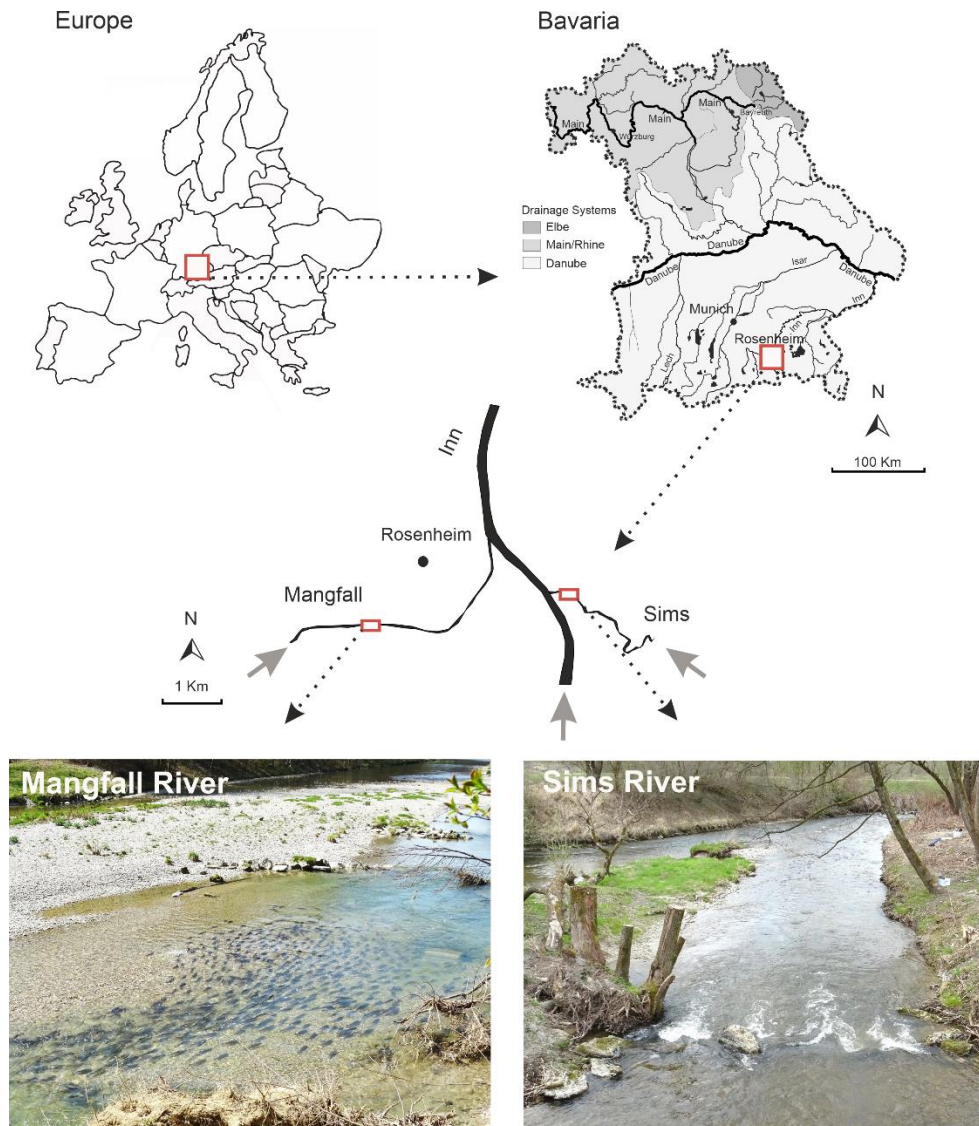 Europe
Bavaria
Main
Main
Main
Würzburg
Bayreuth
Drainage Systems
Elbe
Main/Rhine
Danube
Danube
Danube
Danube
Isar
Inn
Munich
Inn
Rosenheim
Lech
N
100 Km
Inn
Rosenheim
Mangfall
Sims
N
1 Km
Mangfall River
Sims River